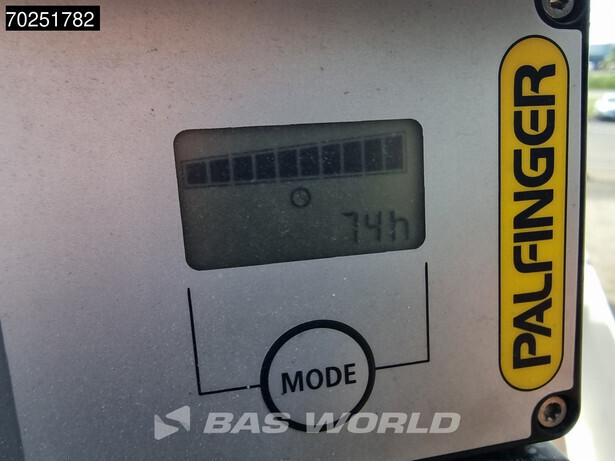 70251782
PALFINGER
74h
MODE
BAS WORLD